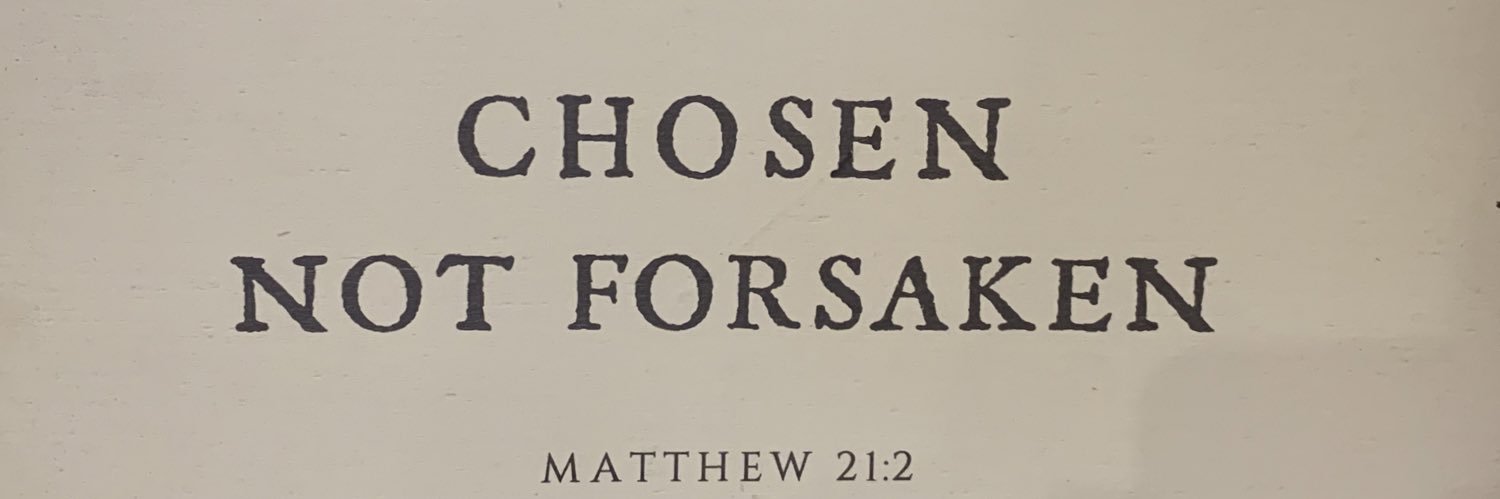 CHOSEN
NOT FORSAKEN
MATTHEW 21:2